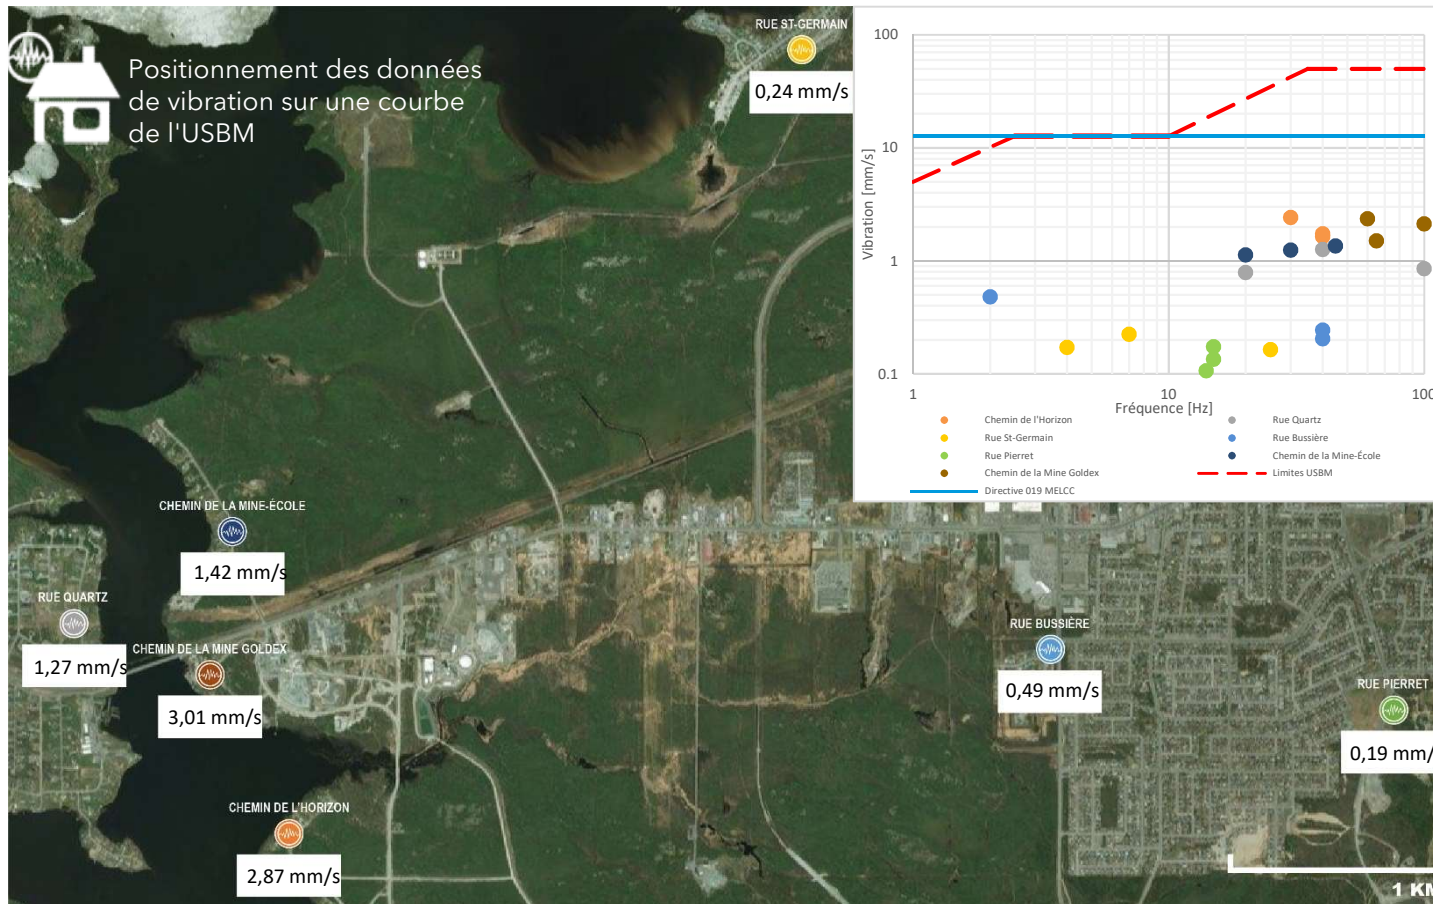 Positionnement des données
de vibration sur une courbe
de l'USBM
RUE ST-GERMAIN
0,24 mm/s
100
10
1
0.1
Vibration [mm/s]
1
10
100
Fréquence [Hz]
Chemin de l'Horizon
Rue Quartz
Rue St-Germain
Rue Bussière
Rue Pierret
Chemin de la Mine-École
Chemin de la Mine Goldex
Limites USBM
Directive 019 MELCC
CHEMIN DE LA MINE-ÉCOLE
1,42 mm/s
RUE QUARTZ
1,27 mm/s
CHEMIN DE LA MINE GOLDEX
3,01 mm/s
RUE BUSSIÈRE
0,49 mm/s
RUE PIERRET
0,19 mm/
CHEMIN DE L'HORIZON
2,87 mm/s
1 KM